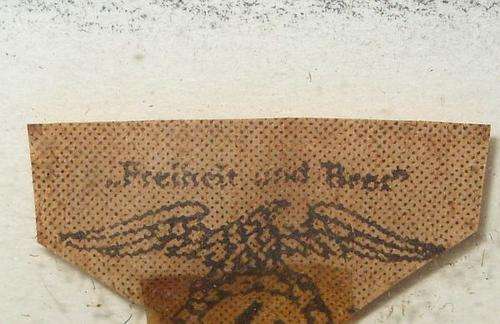 „Freiheit und Brot“